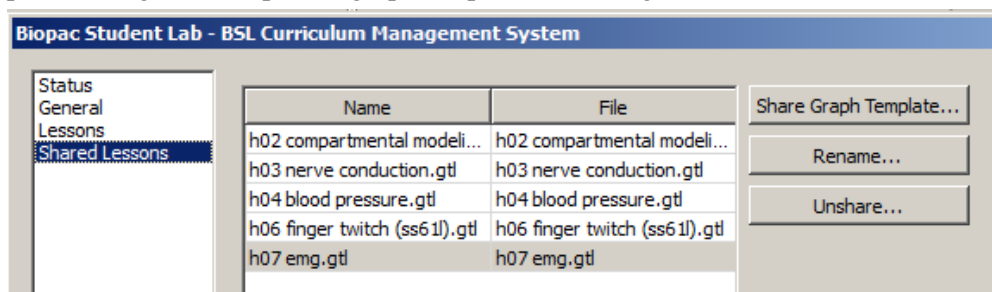 Biopac Student Lab - BSL Curriculum Management System
Status
General
Lessons
Shared Lessons
Name File
h02 compartmental modeli... h02 compartmental modeli...
h03 nerve conduction.gtl h03 nerve conduction.gtl
h04 blood pressure.gtl h04 blood pressure.gtl
h06 finger twitch (ss61l).gtl h06 finger twitch (ss61l).gtl
h07 emg.gtl h07 emg.gtl
Share Graph Template...
Rename...
Unshare...